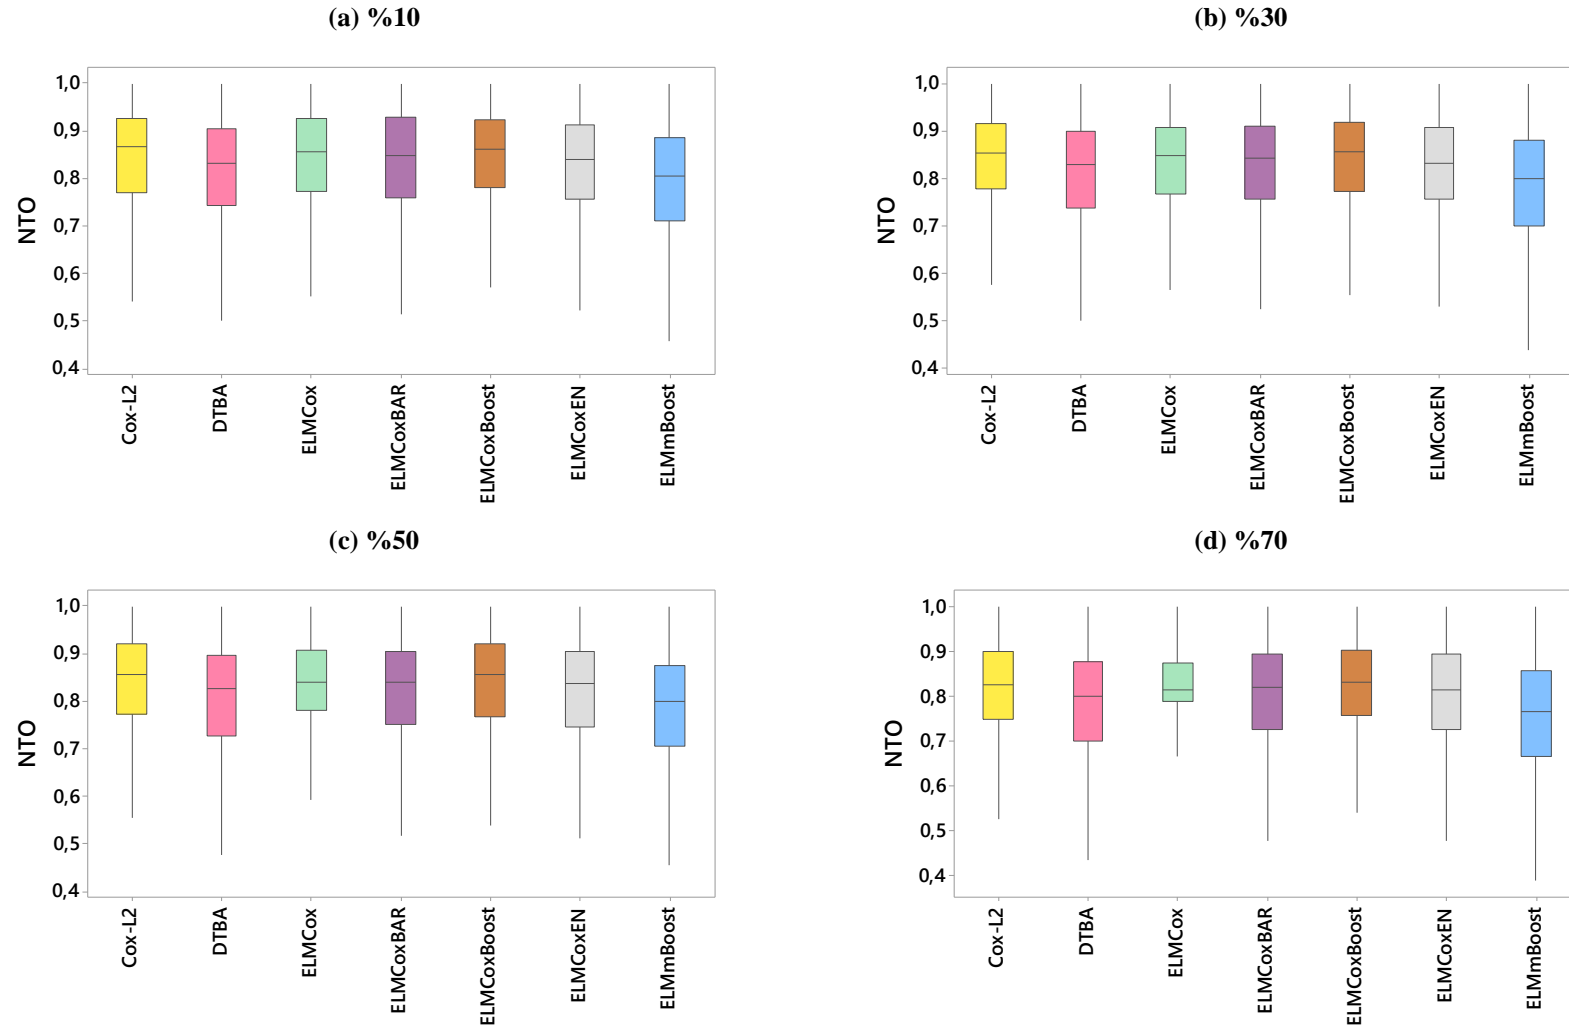 (a) %10
(b) %30
1,0
0,9
0,8
0,7
0,6
0,5
0,4
NTO
Cox-L2
DTBA
ELMCox
ELMCoxBAR
ELMCoxBoost
ELMCoxEN
ELMmBoost
1,0
0,9
0,8
0,7
0,6
0,5
0,4
NTO
Cox-L2
DTBA
ELMCox
ELMCoxBAR
ELMCoxBoost
ELMCoxEN
ELMmBoost
(c) %50
(d) %70
1,0
0,9
0,8
0,7
0,6
0,5
0,4
NTO
Cox-L2
DTBA
ELMCox
ELMCoxBAR
ELMCoxBoost
ELMCoxEN
ELMmBoost
1,0
0,9
0,8
0,7
0,6
0,5
0,4
NTO
Cox-L2
DTBA
ELMCox
ELMCoxBAR
ELMCoxBoost
ELMCoxEN
ELMmBoost